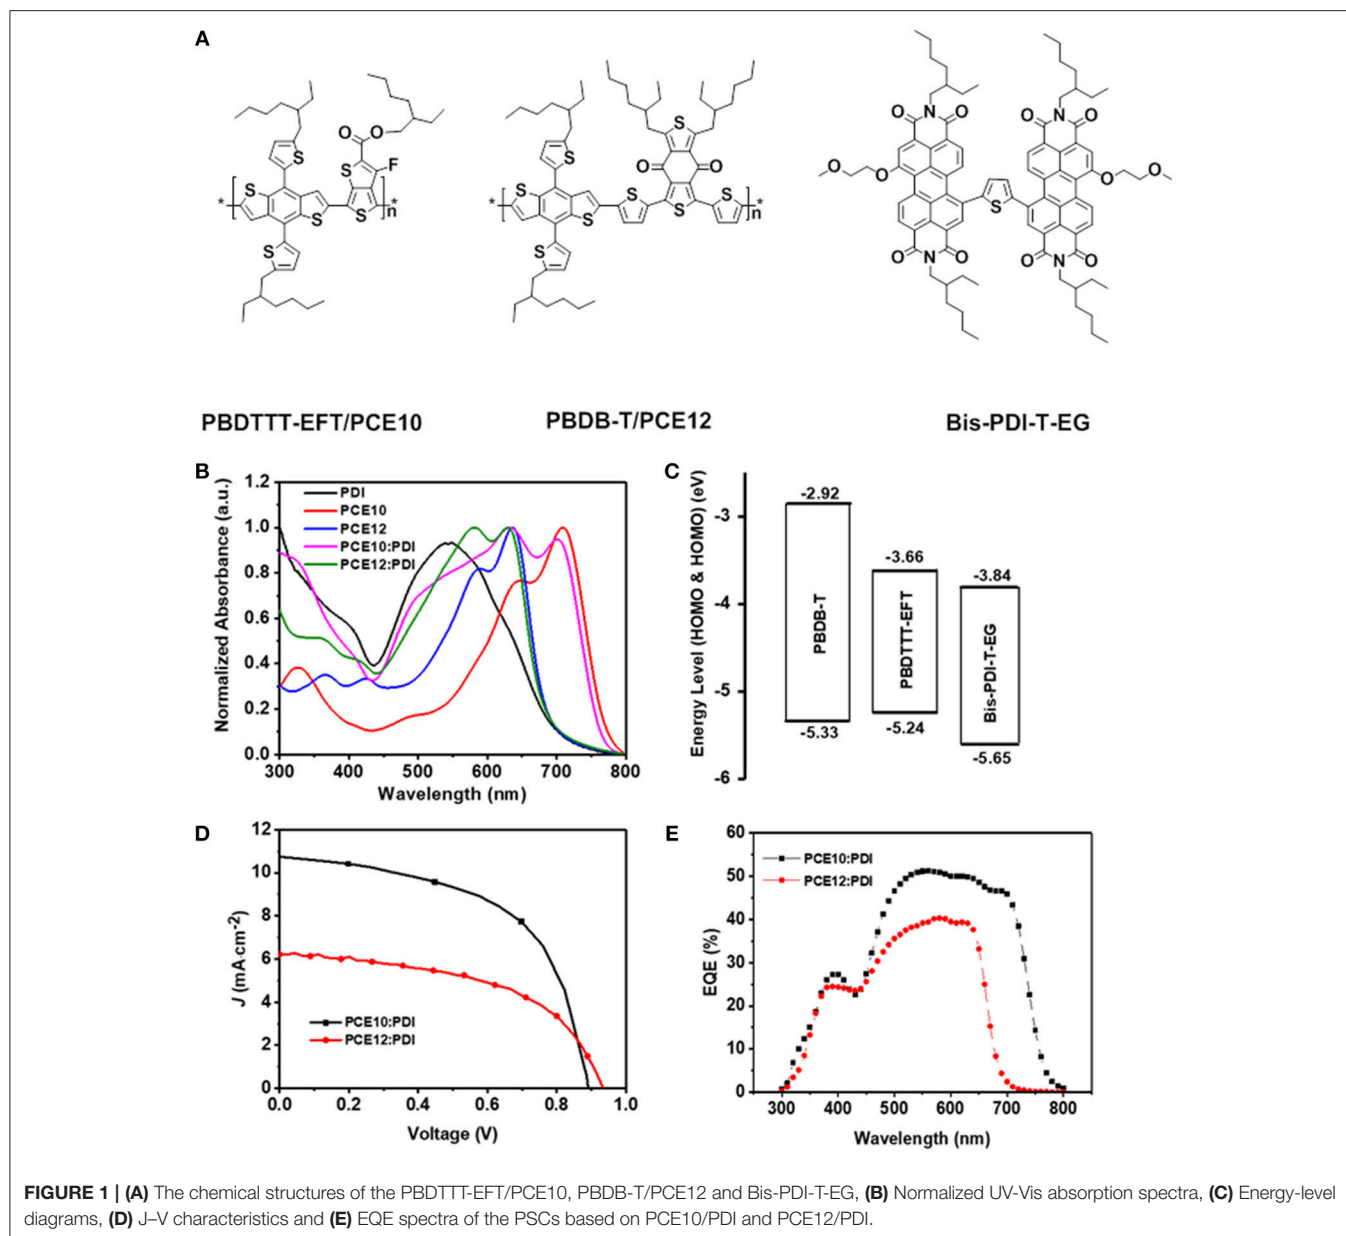 A
S
S
S
S
S
S
O
O
F
*
n
*
S
S
S
S
S
S
S
S
O
O
*
n
*
O
N
O
O
N
O
O
O
O
O
S
O
N
O
O
N
O
PBDTTT-EFT/PCE10
PBDB-T/PCE12
Bis-PDI-T-EG
B
Normalized Absorbance (a.u.)
1.2
1.0
0.8
0.6
0.4
0.2
0.0
PDI
PCE10
PCE12
PCE10:PDI
PCE12:PDI
300 400 500 600 700 800
Wavelength (nm)
C
Energy Level (HOMO & HOMO) (eV)
-3
-4
-5
-6
-2.92
PBDB-T
-5.33
-3.66
PBDTTT-EFT
-5.24
-3.84
Bis-PDI-T-EG
-5.65
D
J (mA·cm-2)
12
10
8
6
4
2
0
PCE10:PDI
PCE12:PDI
0.0 0.2 0.4 0.6 0.8 1.0
Voltage (V)
E
EQE (%)
60
50
40
30
20
10
0
PCE10:PDI
PCE12:PDI
300 400 500 600 700 800
Wavelength (nm)
FIGURE 1 | (A) The chemical structures of the PBDTTT-EFT/PCE10, PBDB-T/PCE12 and Bis-PDI-T-EG, (B) Normalized UV-Vis absorption spectra, (C) Energy-level
diagrams, (D) J–V characteristics and (E) EQE spectra of the PSCs based on PCE10/PDI and PCE12/PDI.